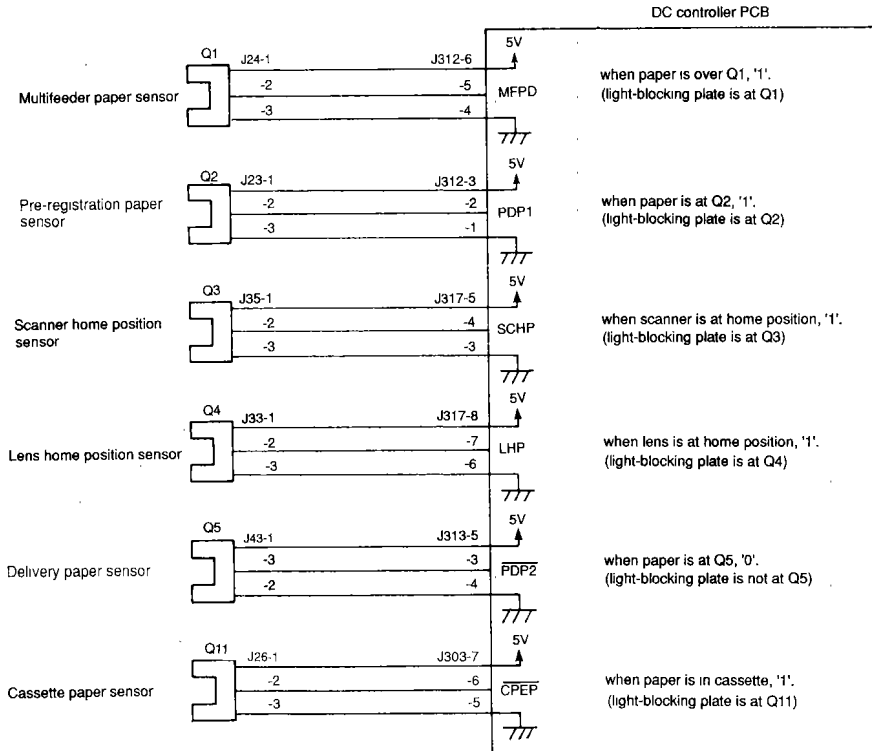 DC controller PCB
Q1 J24-1 J312-6 5V
Multifeeder paper sensor -2 -5 MFPD
-3 -4
when paper is over Q1, '1'.
(light-blocking plate is at Q1)
Q2 J23-1 J312-3 5V
Pre-registration paper
sensor
-2 -2 PDP1
-3 -1
when paper is at Q2, '1'.
(light-blocking plate is at Q2)
Q3 J35-1 J317-5 5V
Scanner home position
sensor
-2 -4 SCHP
-3 -3
when scanner is at home position, '1'.
(light-blocking plate is at Q3)
Q4 J33-1 J317-8 5V
Lens home position sensor -2 -7 LHP
-3 -6
when lens is at home position, '1'.
(light-blocking plate is at Q4)
Q5 J43-1 J313-5 5V
Delivery paper sensor -3 -3 PDP2
-2 -4
when paper is at Q5, '0'.
(light-blocking plate is not at Q5)
Q11 J26-1 J303-7 5V
Cassette paper sensor -2 -6 CPEP
-3 -5
when paper is in cassette, '1'.
(light-blocking plate is at Q11)